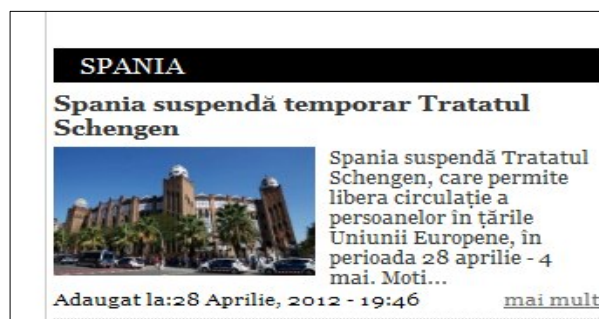 SPANIA
Spania suspendă temporar Tratatul
Schengen
Spania suspendă Tratatul
Schengen, care permite
libera circulație a
persoanelor în țările
Uniunii Europene, în
perioada 28 aprilie - 4
mai. Moti...
Adaugat la:28 Aprilie, 2012 - 19:46 mai mult